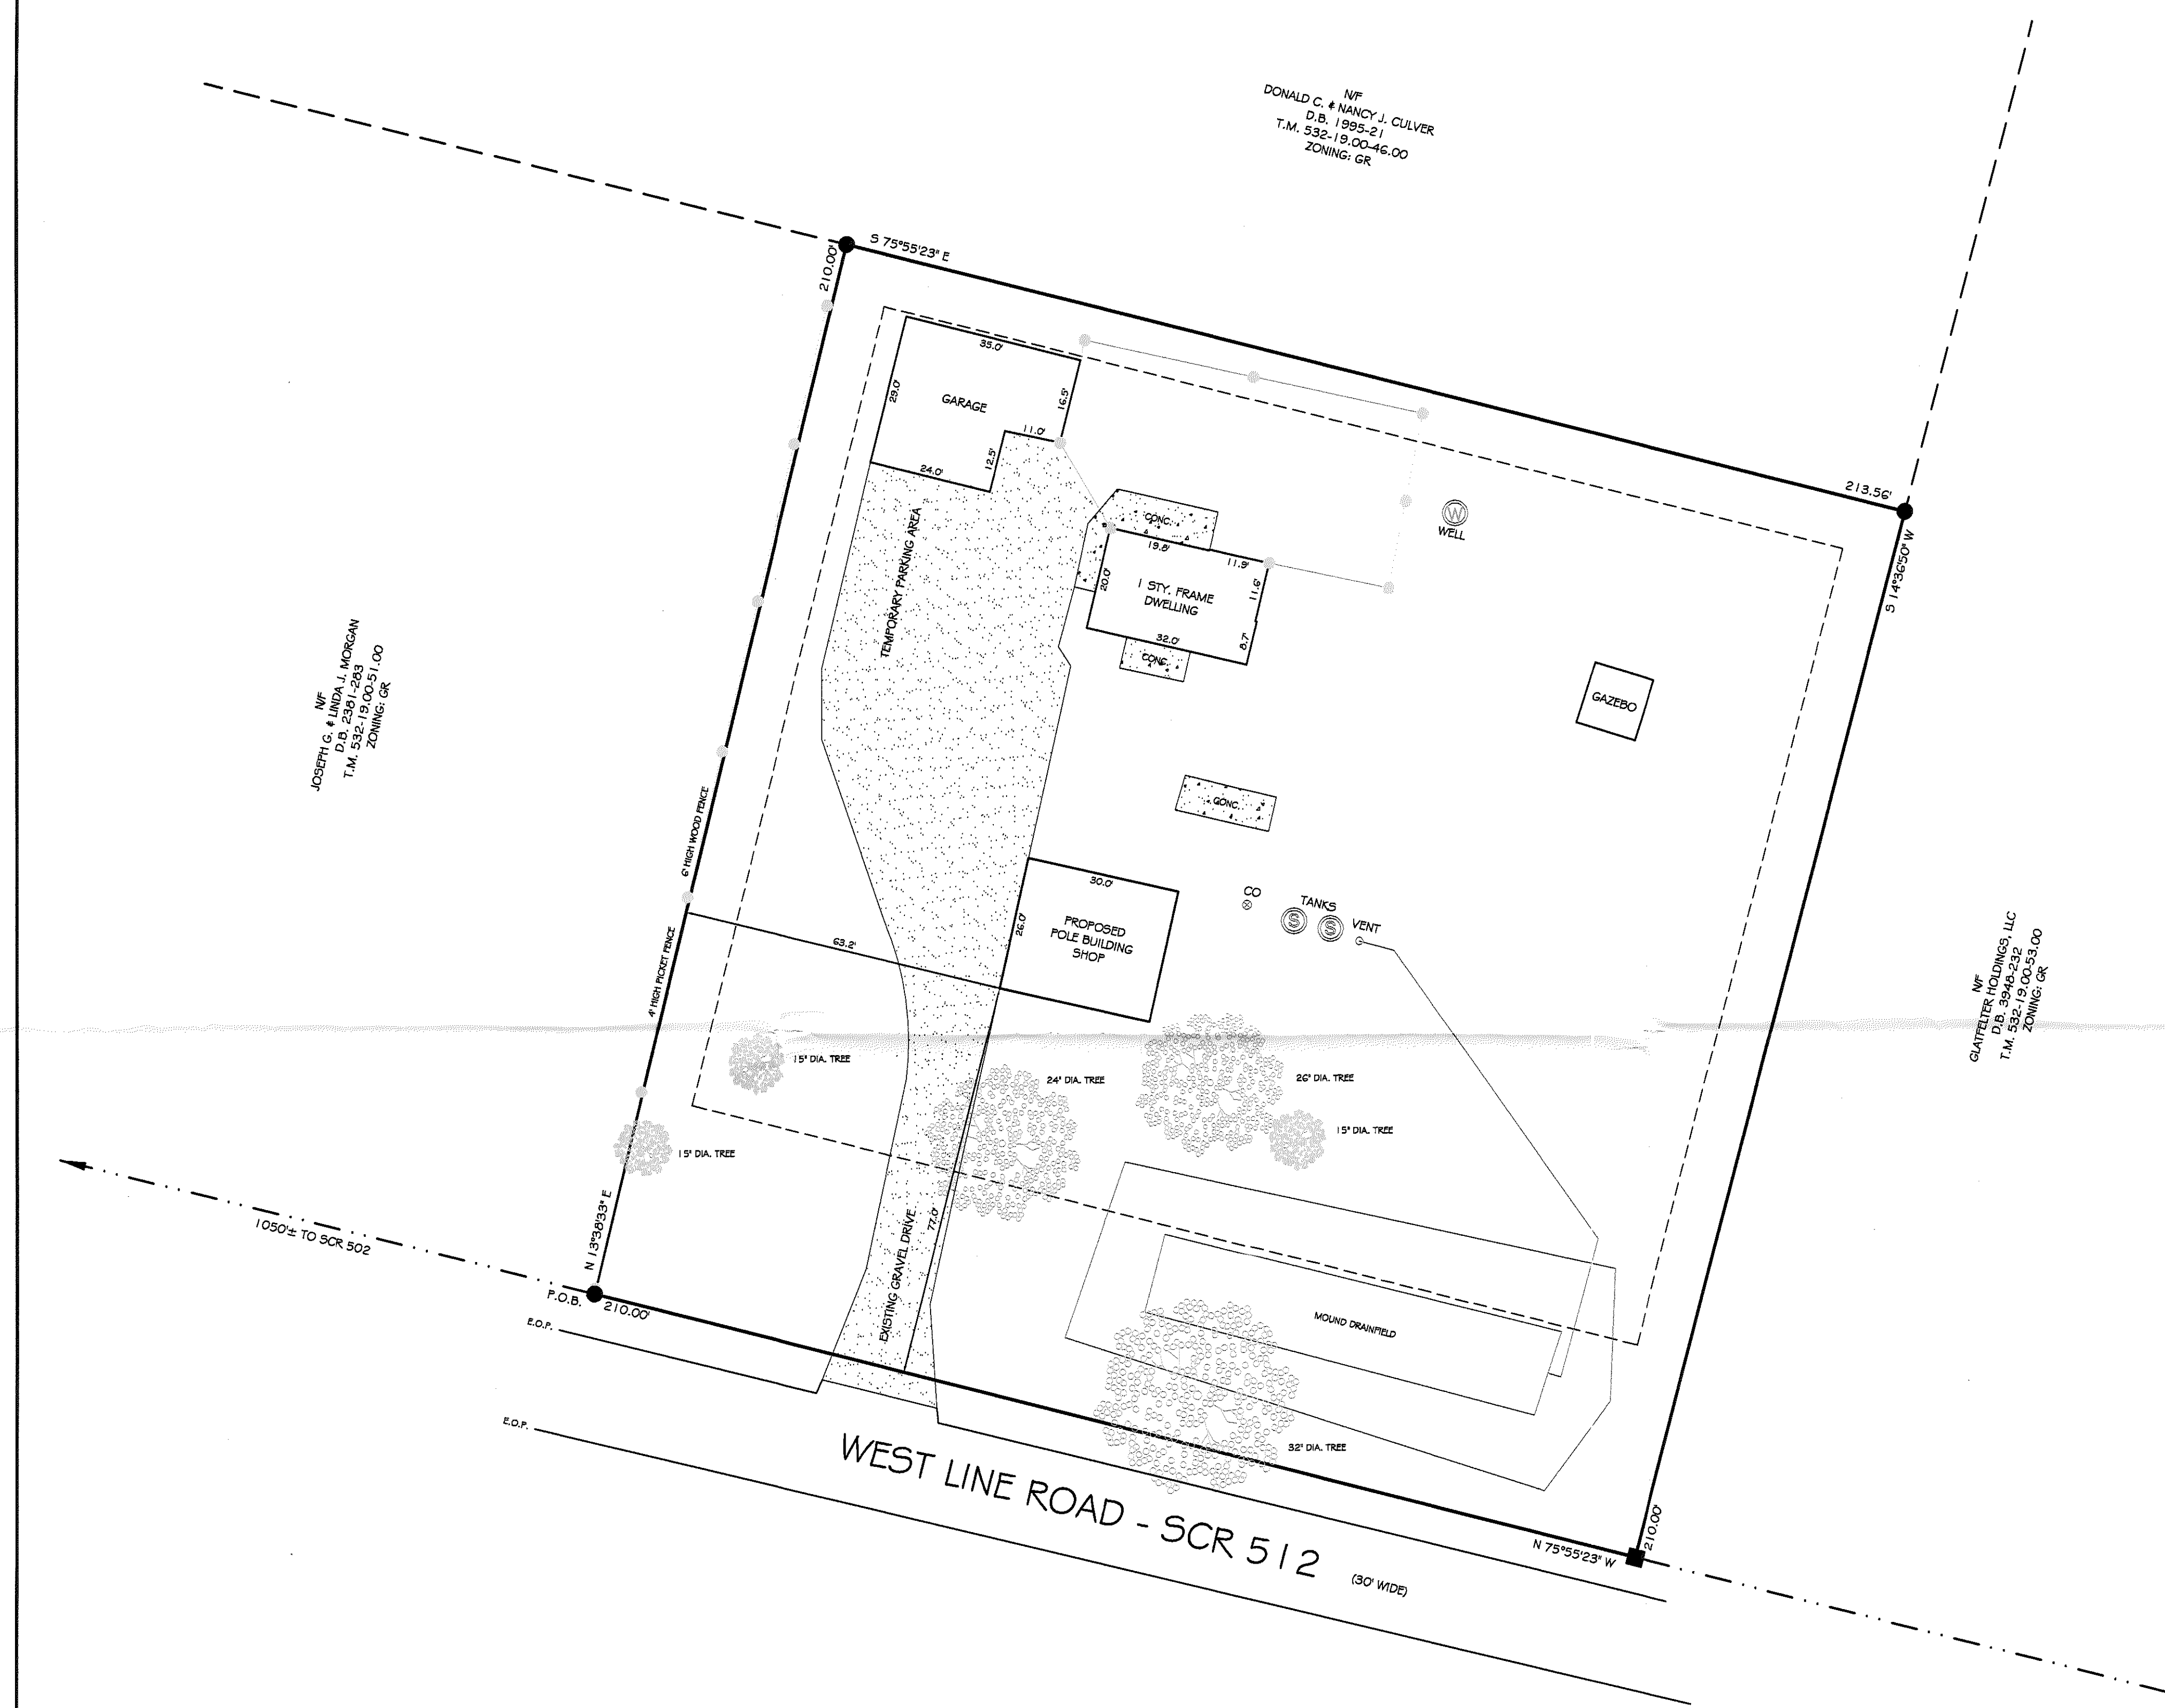 N/F
DONALD C. & NANCY J. CULVER
D.B. 1995-21
T.M. 532-19.00-46.00
ZONING: GR
S 75°55'23" E
210.00'
35.0'
29.0'
GARAGE
16.5'
11.0'
12.5'
24.0'
213.56'
S 14°36'50" W
WELL
W
CONC.
19.8'
11.9'
20.0'
1 STY. FRAME
DWELLING
11.6'
32.0'
8.7'
CONC.
TEMPORARY PARKING AREA
GAZEBO
N/F
JOSEPH G. & LINDA J. MORGAN
D.B. 2381-283
T.M. 532-19.00-51.00
ZONING: GR
6' HIGH WOOD FENCE
CONC.
4' HIGH PICKET FENCE
63.2'
30.0'
26.0'
PROPOSED
POLE BUILDING
SHOP
CO
TANKS
S
S
VENT
N/F
GLATFELTER HOLDINGS, LLC
D.B. 3948-232
T.M. 532-19.00-53.00
ZONING: GR
15" DIA. TREE
24" DIA. TREE
26" DIA. TREE
15" DIA. TREE
15" DIA. TREE
N 13°38'33" E
1050'± TO SCR 502
P.O.B.
210.00'
77.0'
EXISTING GRAVEL DRIVE
MOUND DRAINFIELD
E.O.P.
E.O.P.
32" DIA. TREE
WEST LINE ROAD - SCR 512 (30' WIDE)
N 75°55'23" W
210.00'